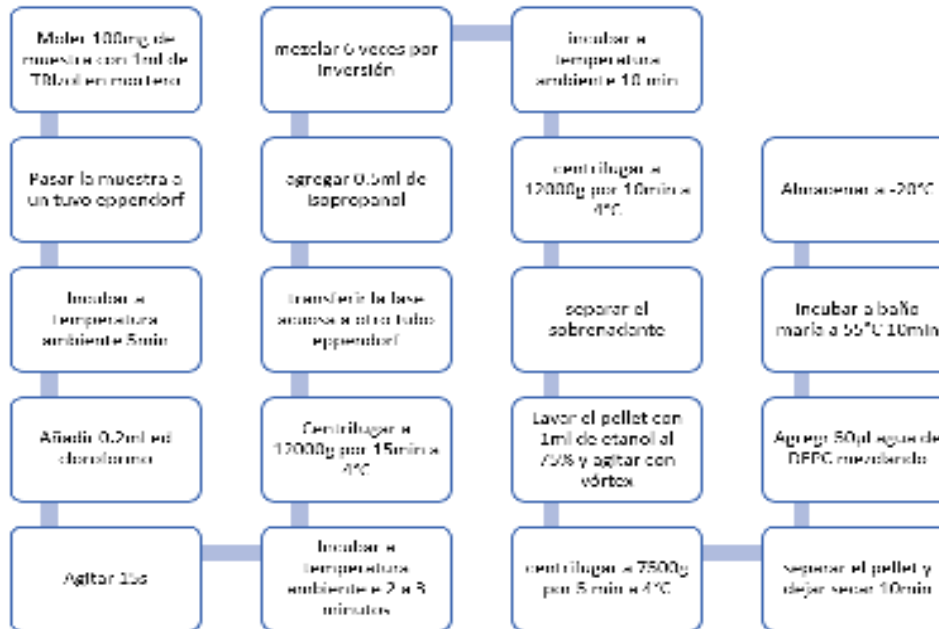 Moler 100mg de
muestra con 1ml de
TRIzol en mortero
Pasar la muestra a
un tuvo eppendorf
Incubar a
temperatura
ambiente 5min
Añadir 0.2ml ed
cloroformo
Agitar 15s
Incubar a
temperatura
ambiente e 2 a 3
minutos
Centrifugar a
12000g por 15min a
4°C
transferir la fase
acuosa a otro tubo
eppendorf
agregar 0.5ml de
Isopropanol
mezclar 6 veces por
Inversión
incubar a
temperatura
ambiente 10 min
centrifugar a
12000g por 10min a
4°C
separar el
sobrenadante
Lavar el pellet con
1ml de etanol al
75% y agitar con
vórtex
centrifugar a 7500g
por 5 min a 4°C
separar el pellet y
dejar secar 10min
Agregr 50µl agua de
DEPC mezclando
Incubar a baño
maría a 55°C 10min
Almacenar a -20°C